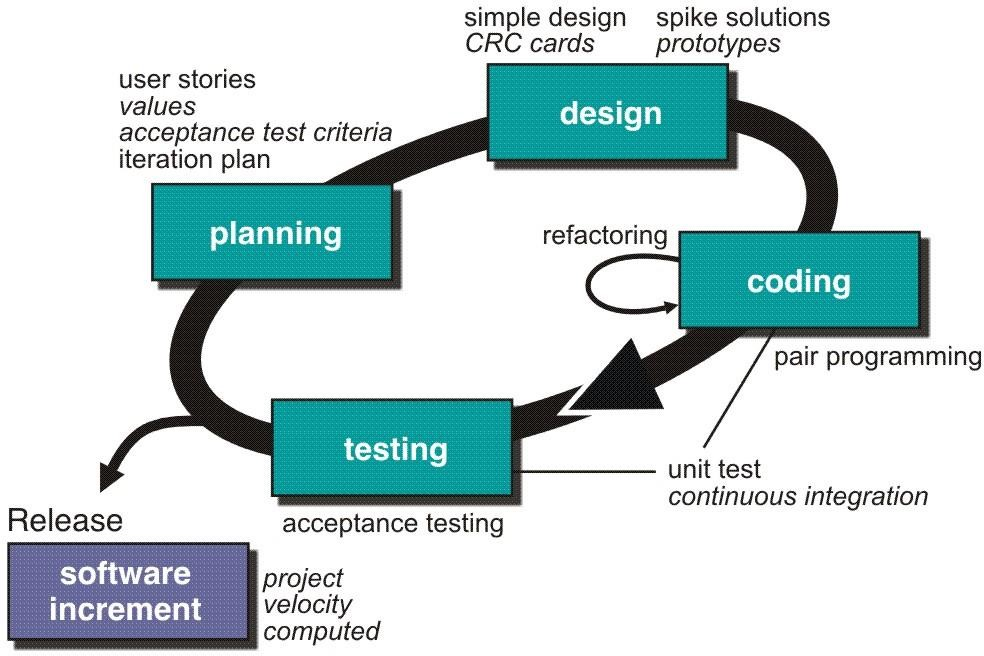 simple design
CRC cards
spike solutions
prototypes
design
user stories
values
acceptance test criteria
iteration plan
planning
refactoring
coding
pair programming
testing
unit test
continuous integration
acceptance testing
Release
software
increment
project
velocity
computed